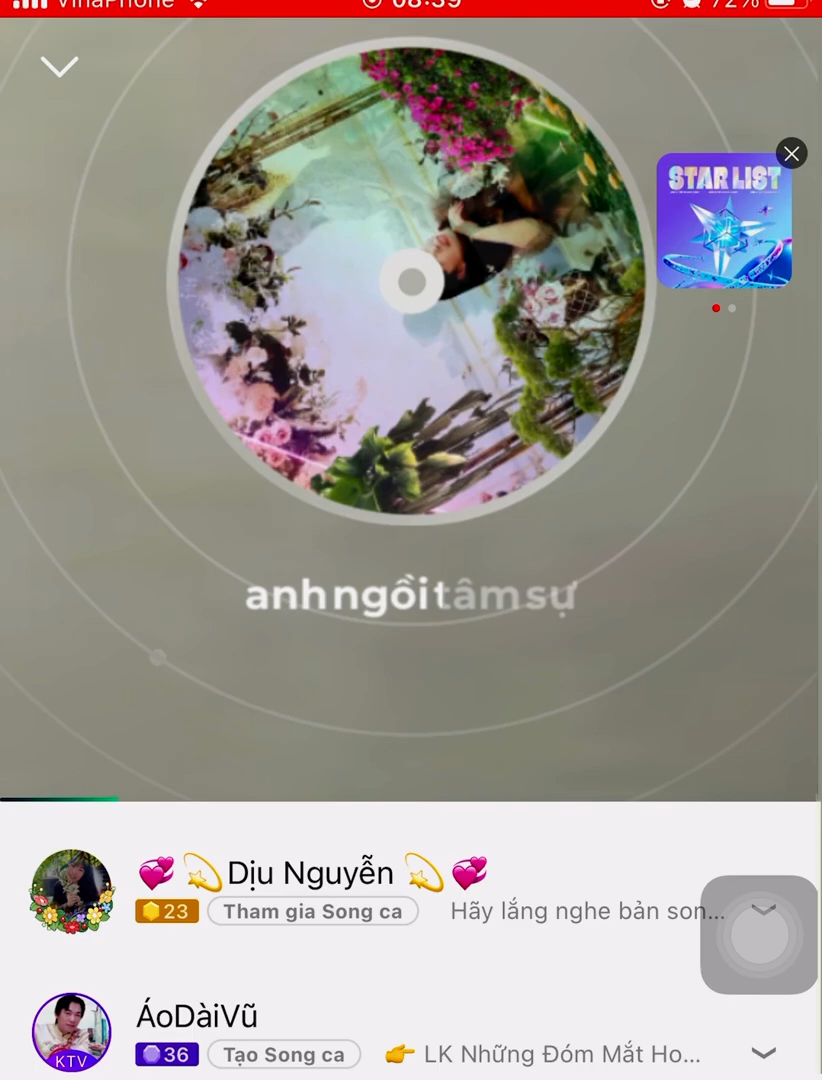 VinaPhone 08:39 72%
STAR LIST
anh ngồi tâm sự
Dịu Nguyễn
23 Tham gia Song ca Hãy lắng nghe bản son...
ÁoDàiVũ
KTV
36 Tạo Song ca 👉 LK Những Đóm Mắt Ho...